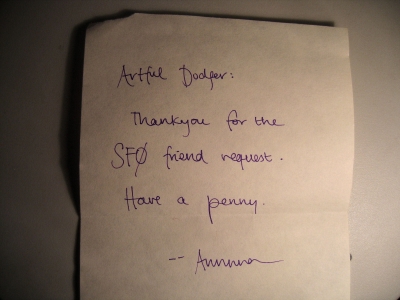 Artful Dodger:
Thankyou for the
SFØ friend request.
Have a penny.
--